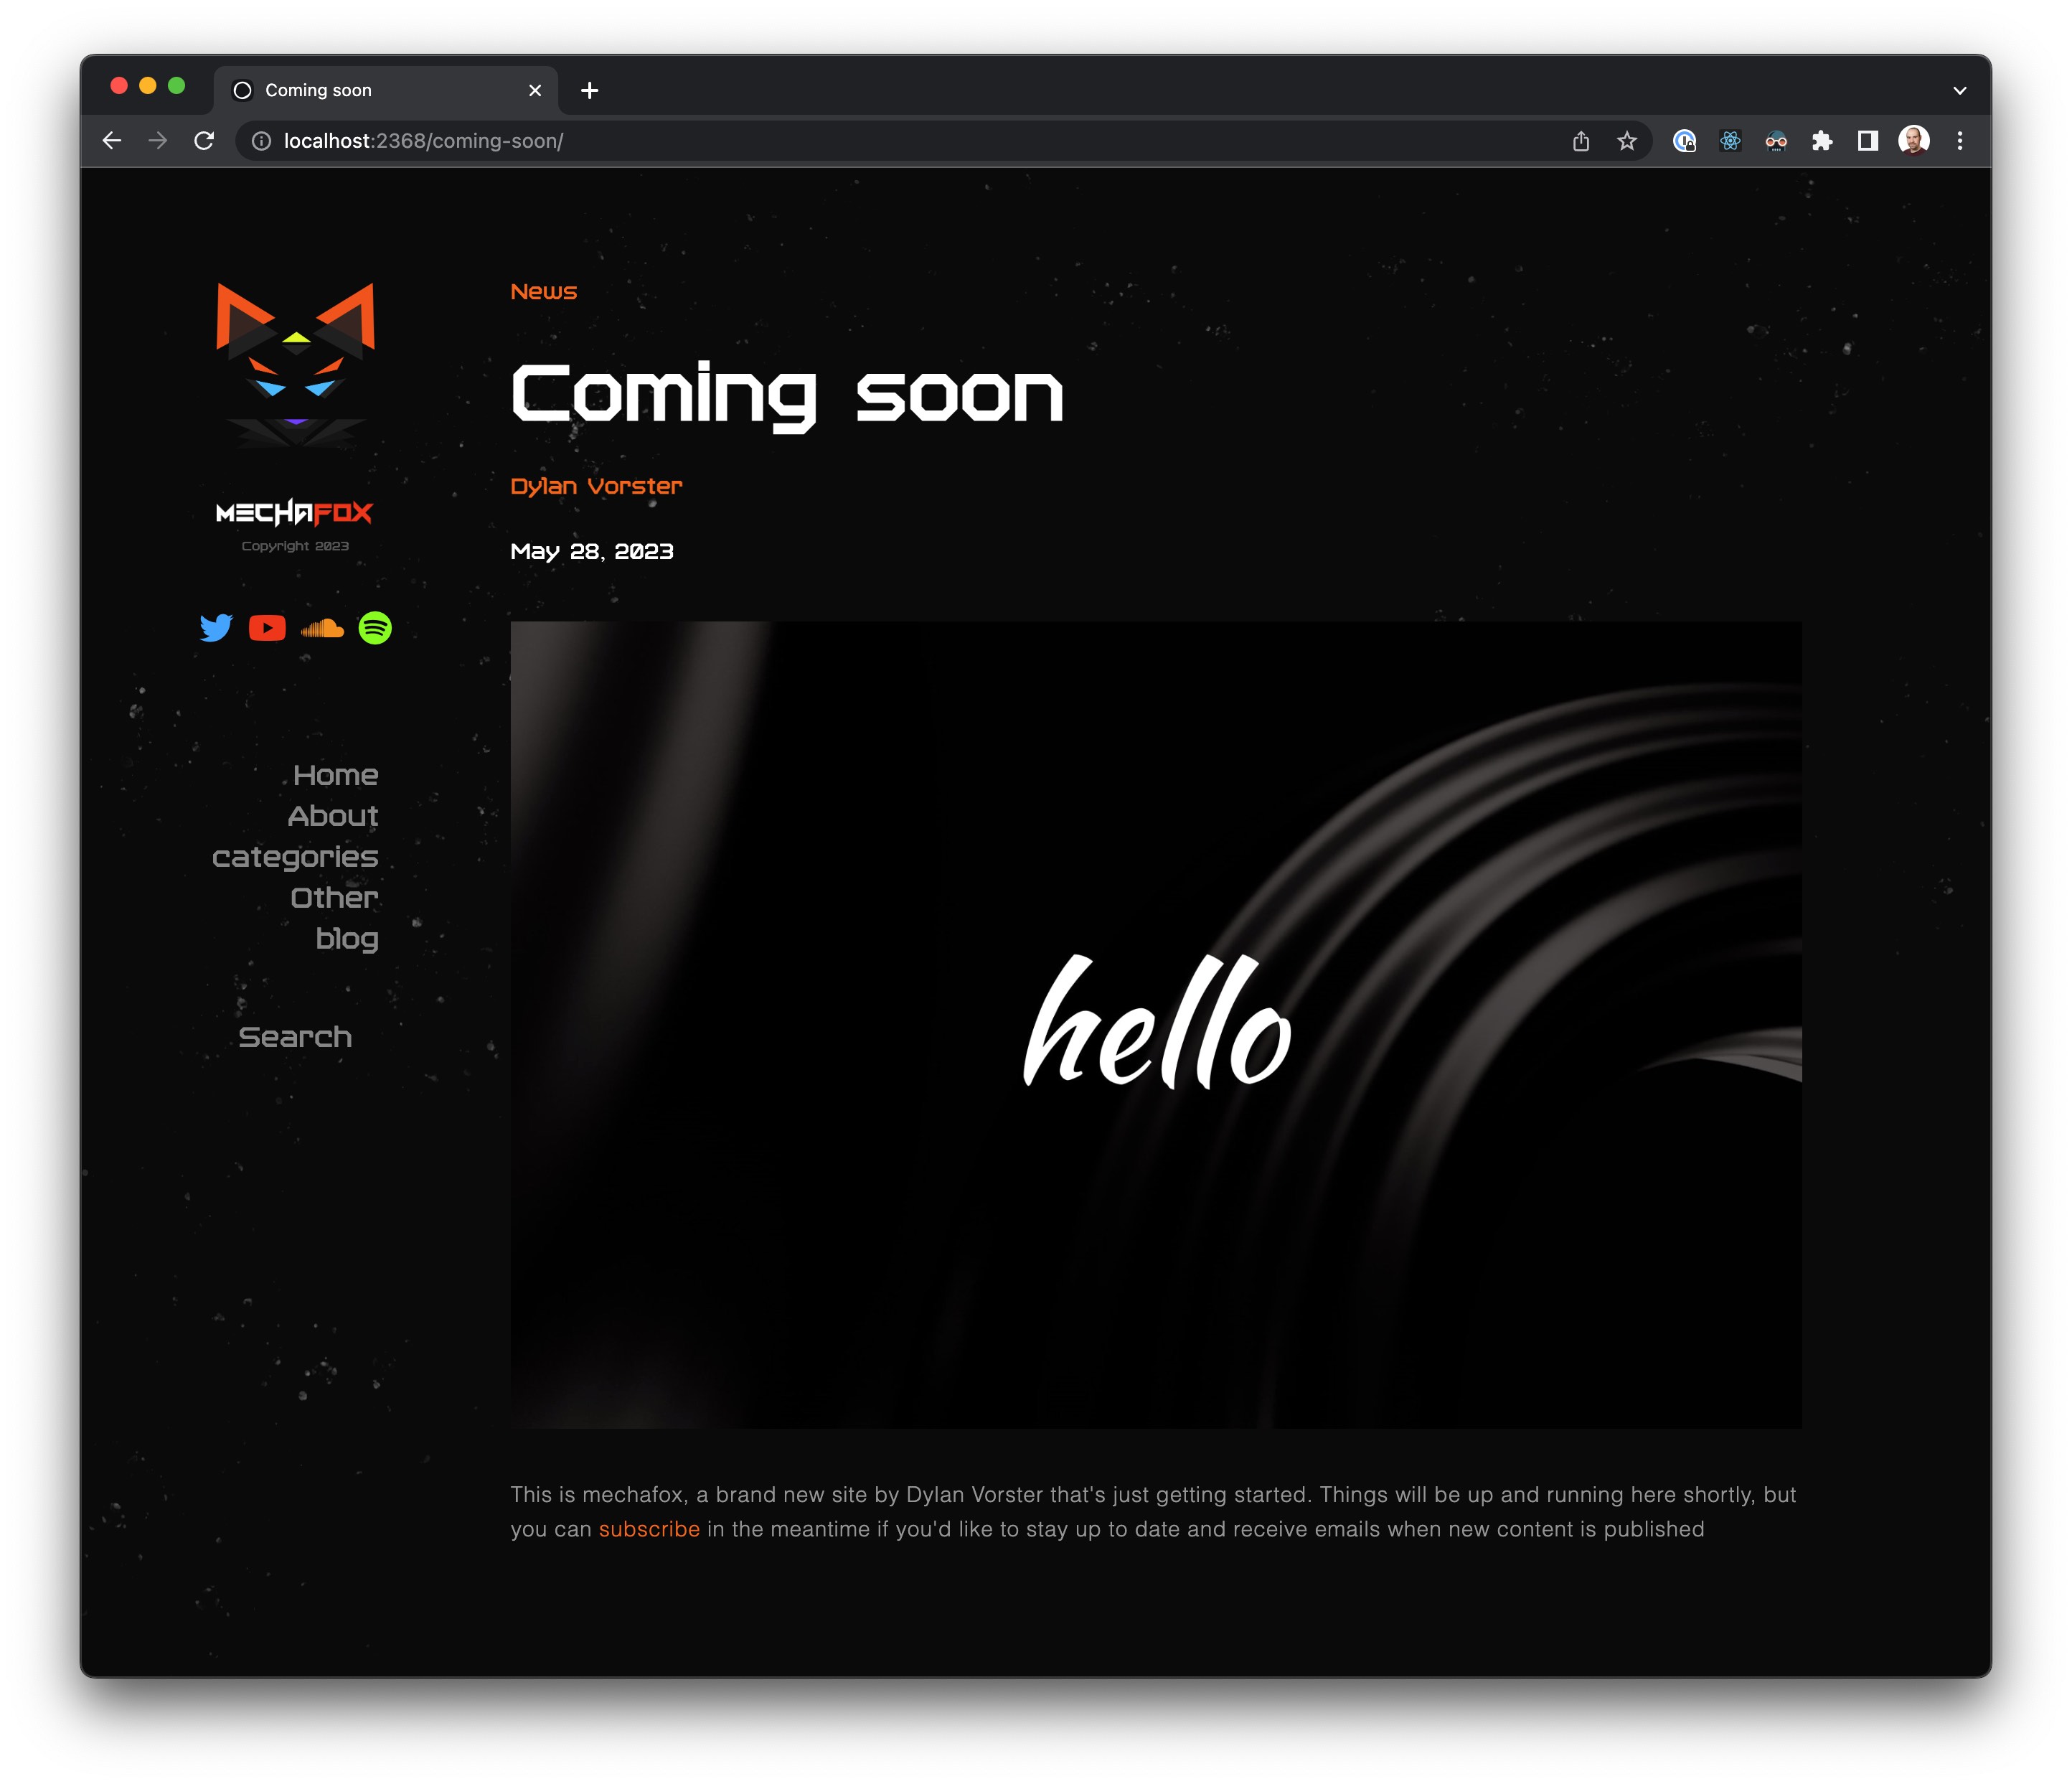 Coming soon
localhost:2368/coming-soon/
MECHAFOX
Copyright 2023
Home
About
categories
Other
blog
Search
News
Coming soon
Dylan Vorster
May 28, 2023
hello
This is mechafox, a brand new site by Dylan Vorster that's just getting started. Things will be up and running here shortly, but
you can subscribe in the meantime if you'd like to stay up to date and receive emails when new content is published